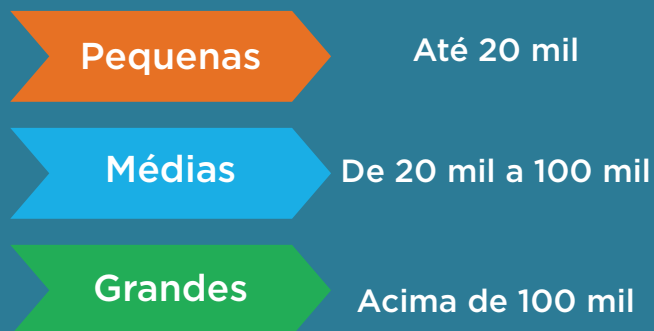 Pequenas
Até 20 mil
Médias
De 20 mil a 100 mil
Grandes
Acima de 100 mil